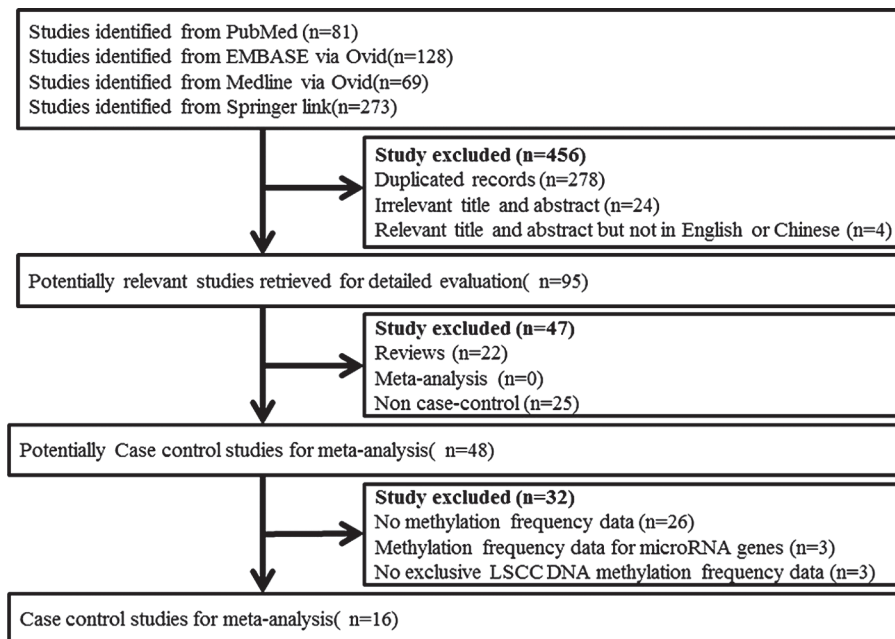 Studies identified from PubMed (n=81)
Studies identified from EMBASE via Ovid(n=128)
Studies identified from Medline via Ovid(n=69)
Studies identified from Springer link(n=273)
Study excluded (n=456)
Duplicated records (n=278)
Irrelevant title and abstract (n=24)
Relevant title and abstract but not in English or Chinese (n=4)
Potentially relevant studies retrieved for detailed evaluation( n=95)
Study excluded (n=47)
Reviews (n=22)
Meta-analysis (n=0)
Non case-control (n=25)
Potentially Case control studies for meta-analysis( n=48)
Study excluded (n=32)
No methylation frequency data (n=26)
Methylation frequency data for microRNA genes (n=3)
No exclusive LSCC DNA methylation frequency data (n=3)
Case control studies for meta-analysis( n=16)